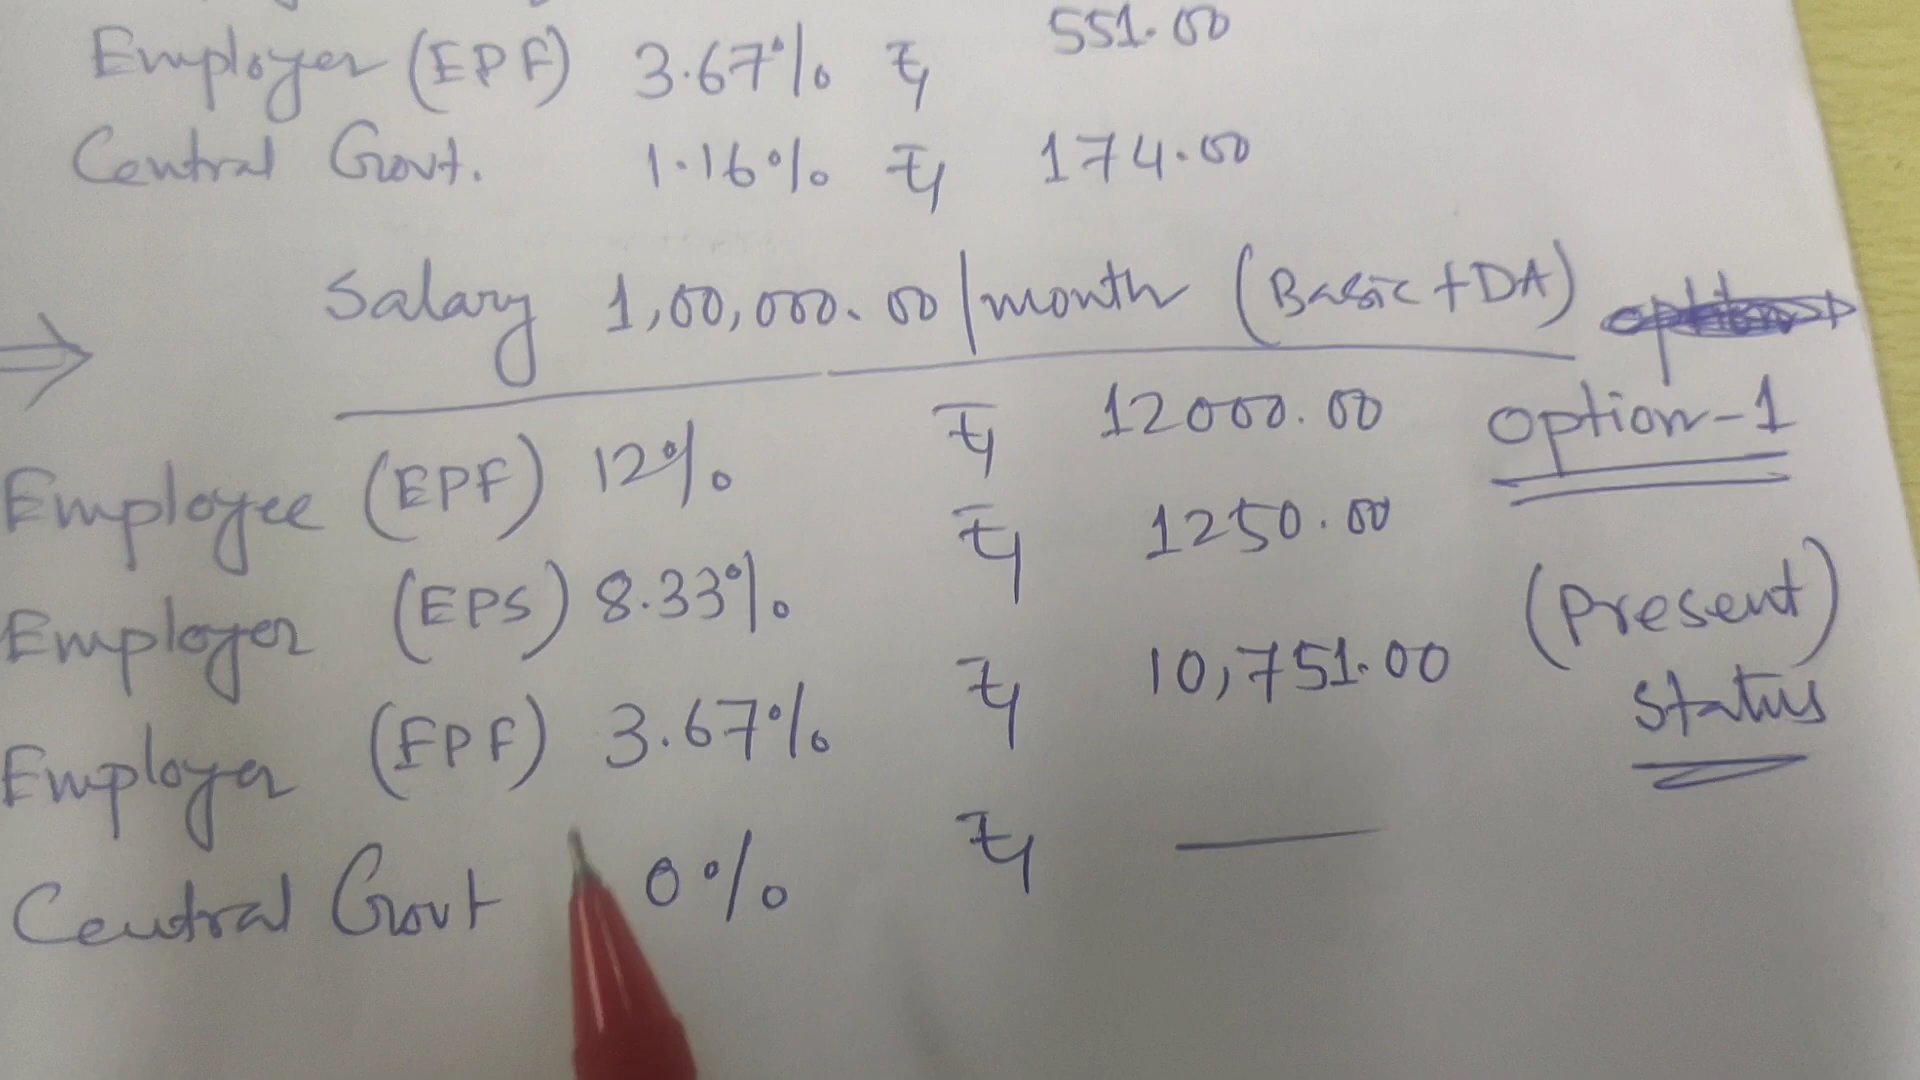 Employer (EPF) 3.67% ₹ 551.00
Central Govt. 1.16% ₹ 174.00
⇒ Salary 1,00,000.00/month (Basic + DA)
Employee (EPF) 12% ₹ 12000.00 Option-1
Employer (EPS) 8.33% ₹ 1250.00
Employer (EPF) 3.67% ₹ 10,751.00 (Present) Status
Central Govt 0% ₹ —